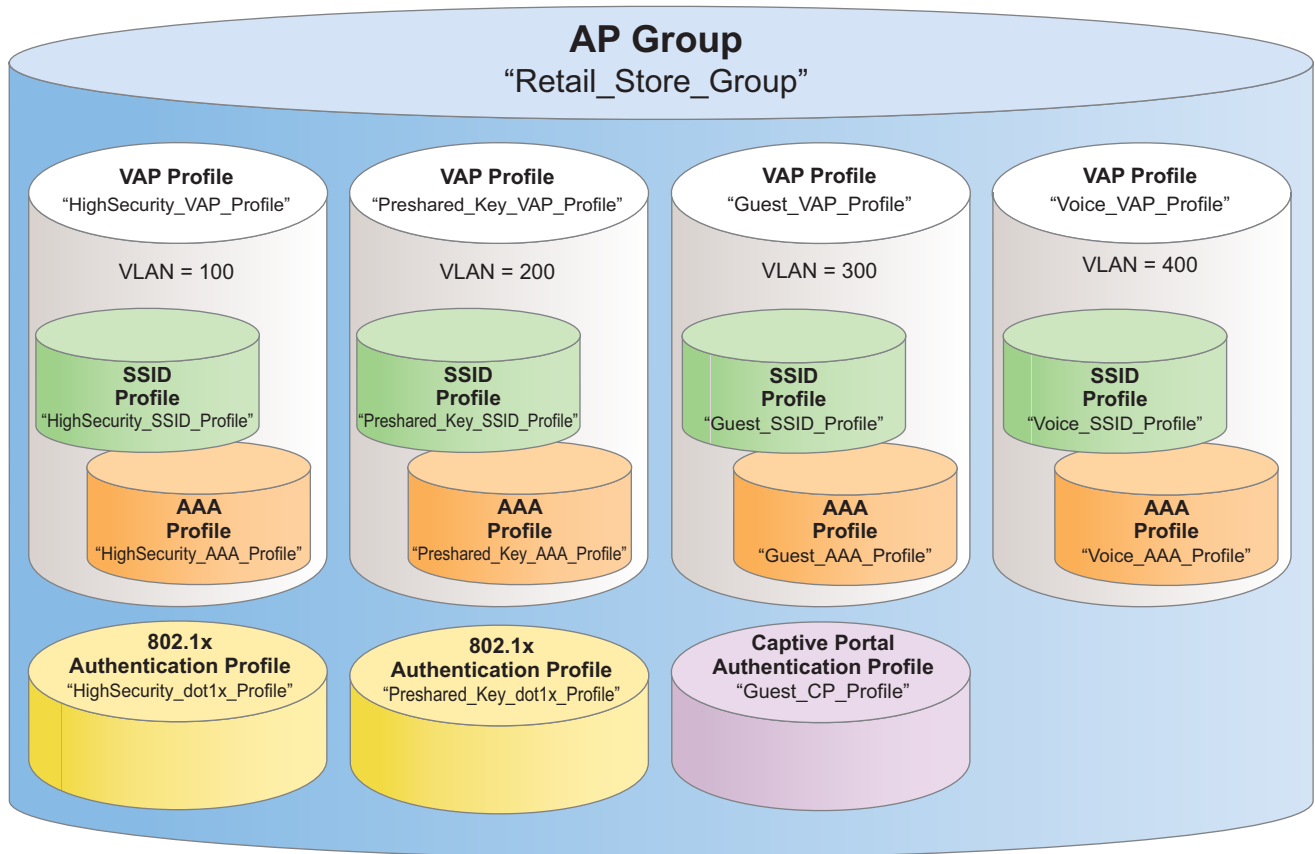 AP Group
“Retail_Store_Group”
VAP Profile
“HighSecurity_VAP_Profile”
VLAN = 100
SSID
Profile
“HighSecurity_SSID_Profile”
AAA
Profile
“HighSecurity_AAA_Profile”
802.1x
Authentication Profile
“HighSecurity_dot1x_Profile”
VAP Profile
“Preshared_Key_VAP_Profile”
VLAN = 200
SSID
Profile
“Preshared_Key_SSID_Profile”
AAA
Profile
“Preshared_Key_AAA_Profile”
802.1x
Authentication Profile
“Preshared_Key_dot1x_Profile”
VAP Profile
“Guest_VAP_Profile”
VLAN = 300
SSID
Profile
“Guest_SSID_Profile”
AAA
Profile
“Guest_AAA_Profile”
Captive Portal
Authentication Profile
“Guest_CP_Profile”
VAP Profile
“Voice_VAP_Profile”
VLAN = 400
SSID
Profile
“Voice_SSID_Profile”
AAA
Profile
“Voice_AAA_Profile”